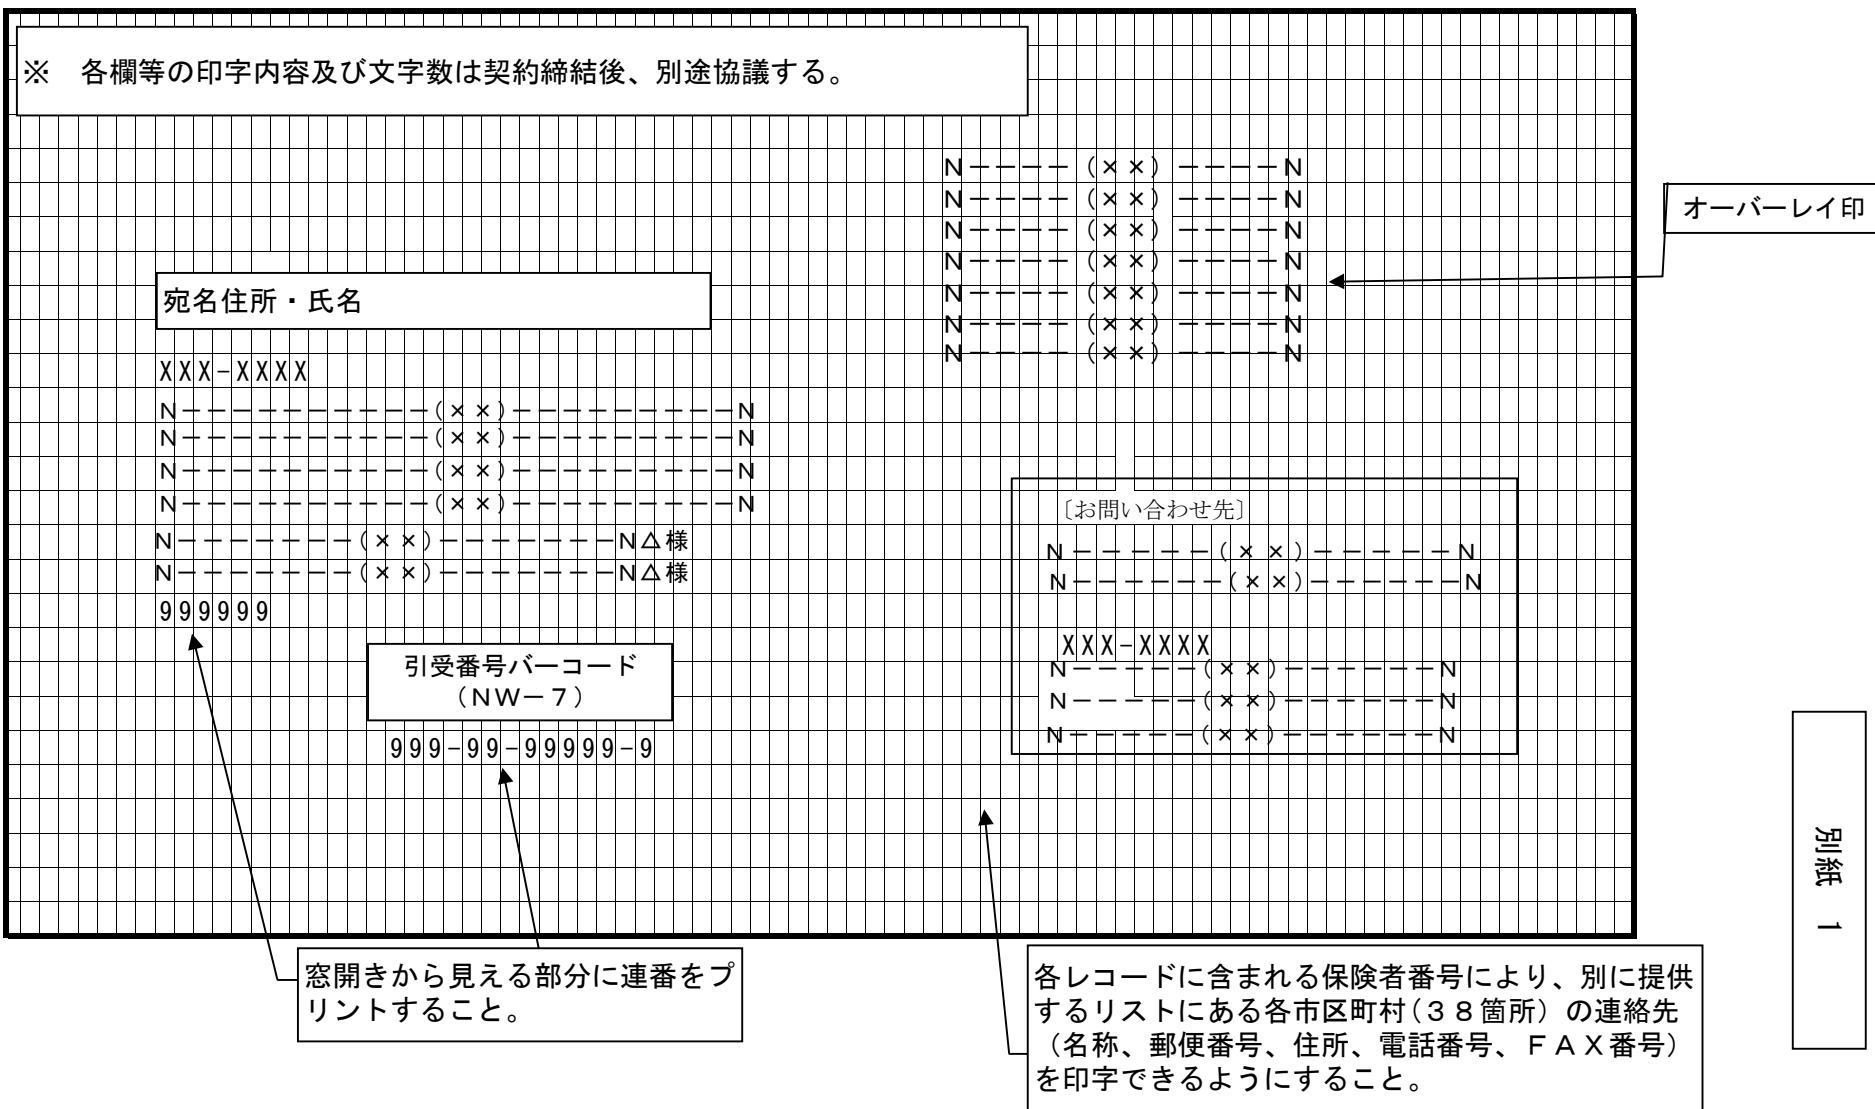 ※　各欄等の印字内容及び文字数は契約締結後、別途協議する。
N－－－－（××）－－－－N
N－－－－（××）－－－－N
N－－－－（××）－－－－N
N－－－－（××）－－－－N
N－－－－（××）－－－－N
N－－－－（××）－－－－N
N－－－－（××）－－－－N
オーバーレイ印
宛名住所・氏名
XXX-XXXX
N－－－－－－－－－－(××)－－－－－－－－－N
N－－－－－－－－－－(××)－－－－－－－－－N
N－－－－－－－－－－(××)－－－－－－－－－N
N－－－－－－－－－－(××)－－－－－－－－－N
N－－－－－－－(××)－－－－－－－N△様
N－－－－－－－(××)－－－－－－－N△様
999999
引受番号バーコード
（NW－7）
999-99-99999-9
〔お問い合わせ先〕
N－－－－－(××)－－－－－N
N－－－－－－(××)－－－－－－N
XXX-XXXX
N－－－－－(××)－－－－－－N
N－－－－－(××)－－－－－－N
N－－－－－(××)－－－－－－N
窓開きから見える部分に連番をプ
リントすること。
各レコードに含まれる保険者番号により、別に提供
するリストにある各市区町村(３８箇所）の連絡先
（名称、郵便番号、住所、電話番号、ＦＡＸ番号）
を印字できるようにすること。
別紙　1